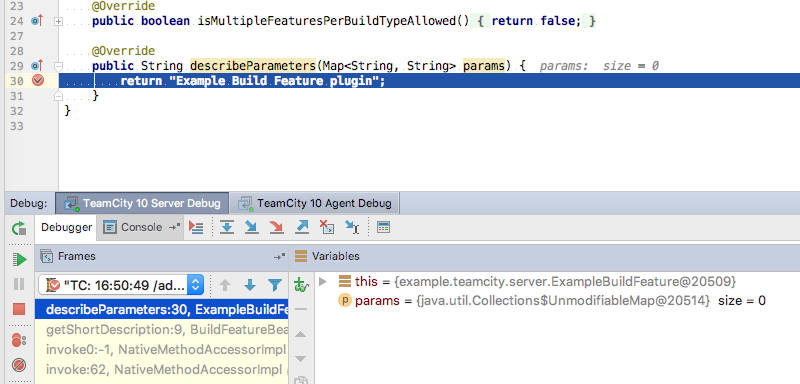 23 @Override
24 public boolean isMultipleFeaturesPerBuildTypeAllowed() { return false; }
27
28 @Override
29 public String describeParameters(Map<String, String> params) { params: size = 0
30 return "Example Build Feature plugin";
31 }
32 }
33
Debug: TeamCity 10 Server Debug TeamCity 10 Agent Debug
Debugger Console
Frames Variables
"TC: 16:50:49 /ad... this = {example.teamcity.server.ExampleBuildFeature@20509}
describeParameters:30, ExampleBuildFe params = {java.util.Collections$UnmodifiableMap@20514} size = 0
getShortDescription:9, BuildFeatureBea
invoke0:-1, NativeMethodAccessorImpl
invoke:62, NativeMethodAccessorImpl